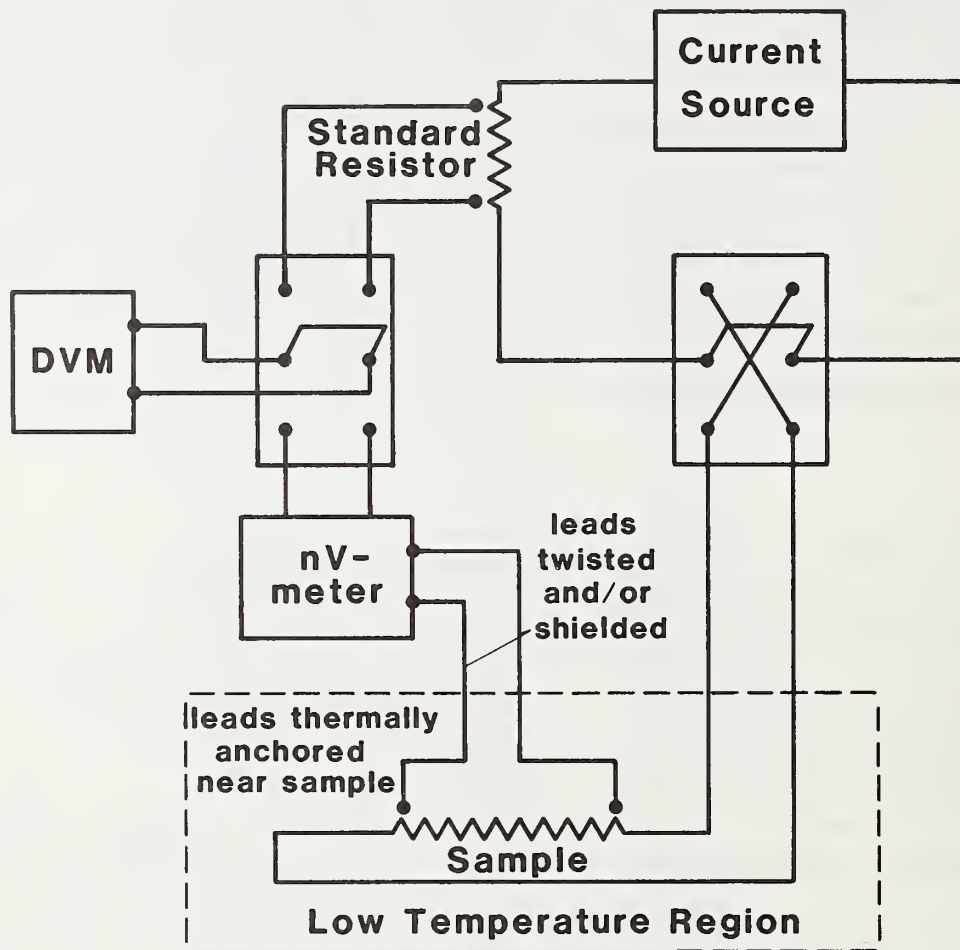 Current
Source
Standard
Resistor
DVM
nV-
meter
leads
twisted
and/or
shielded
leads thermally
anchored
near sample
Sample
Low Temperature Region